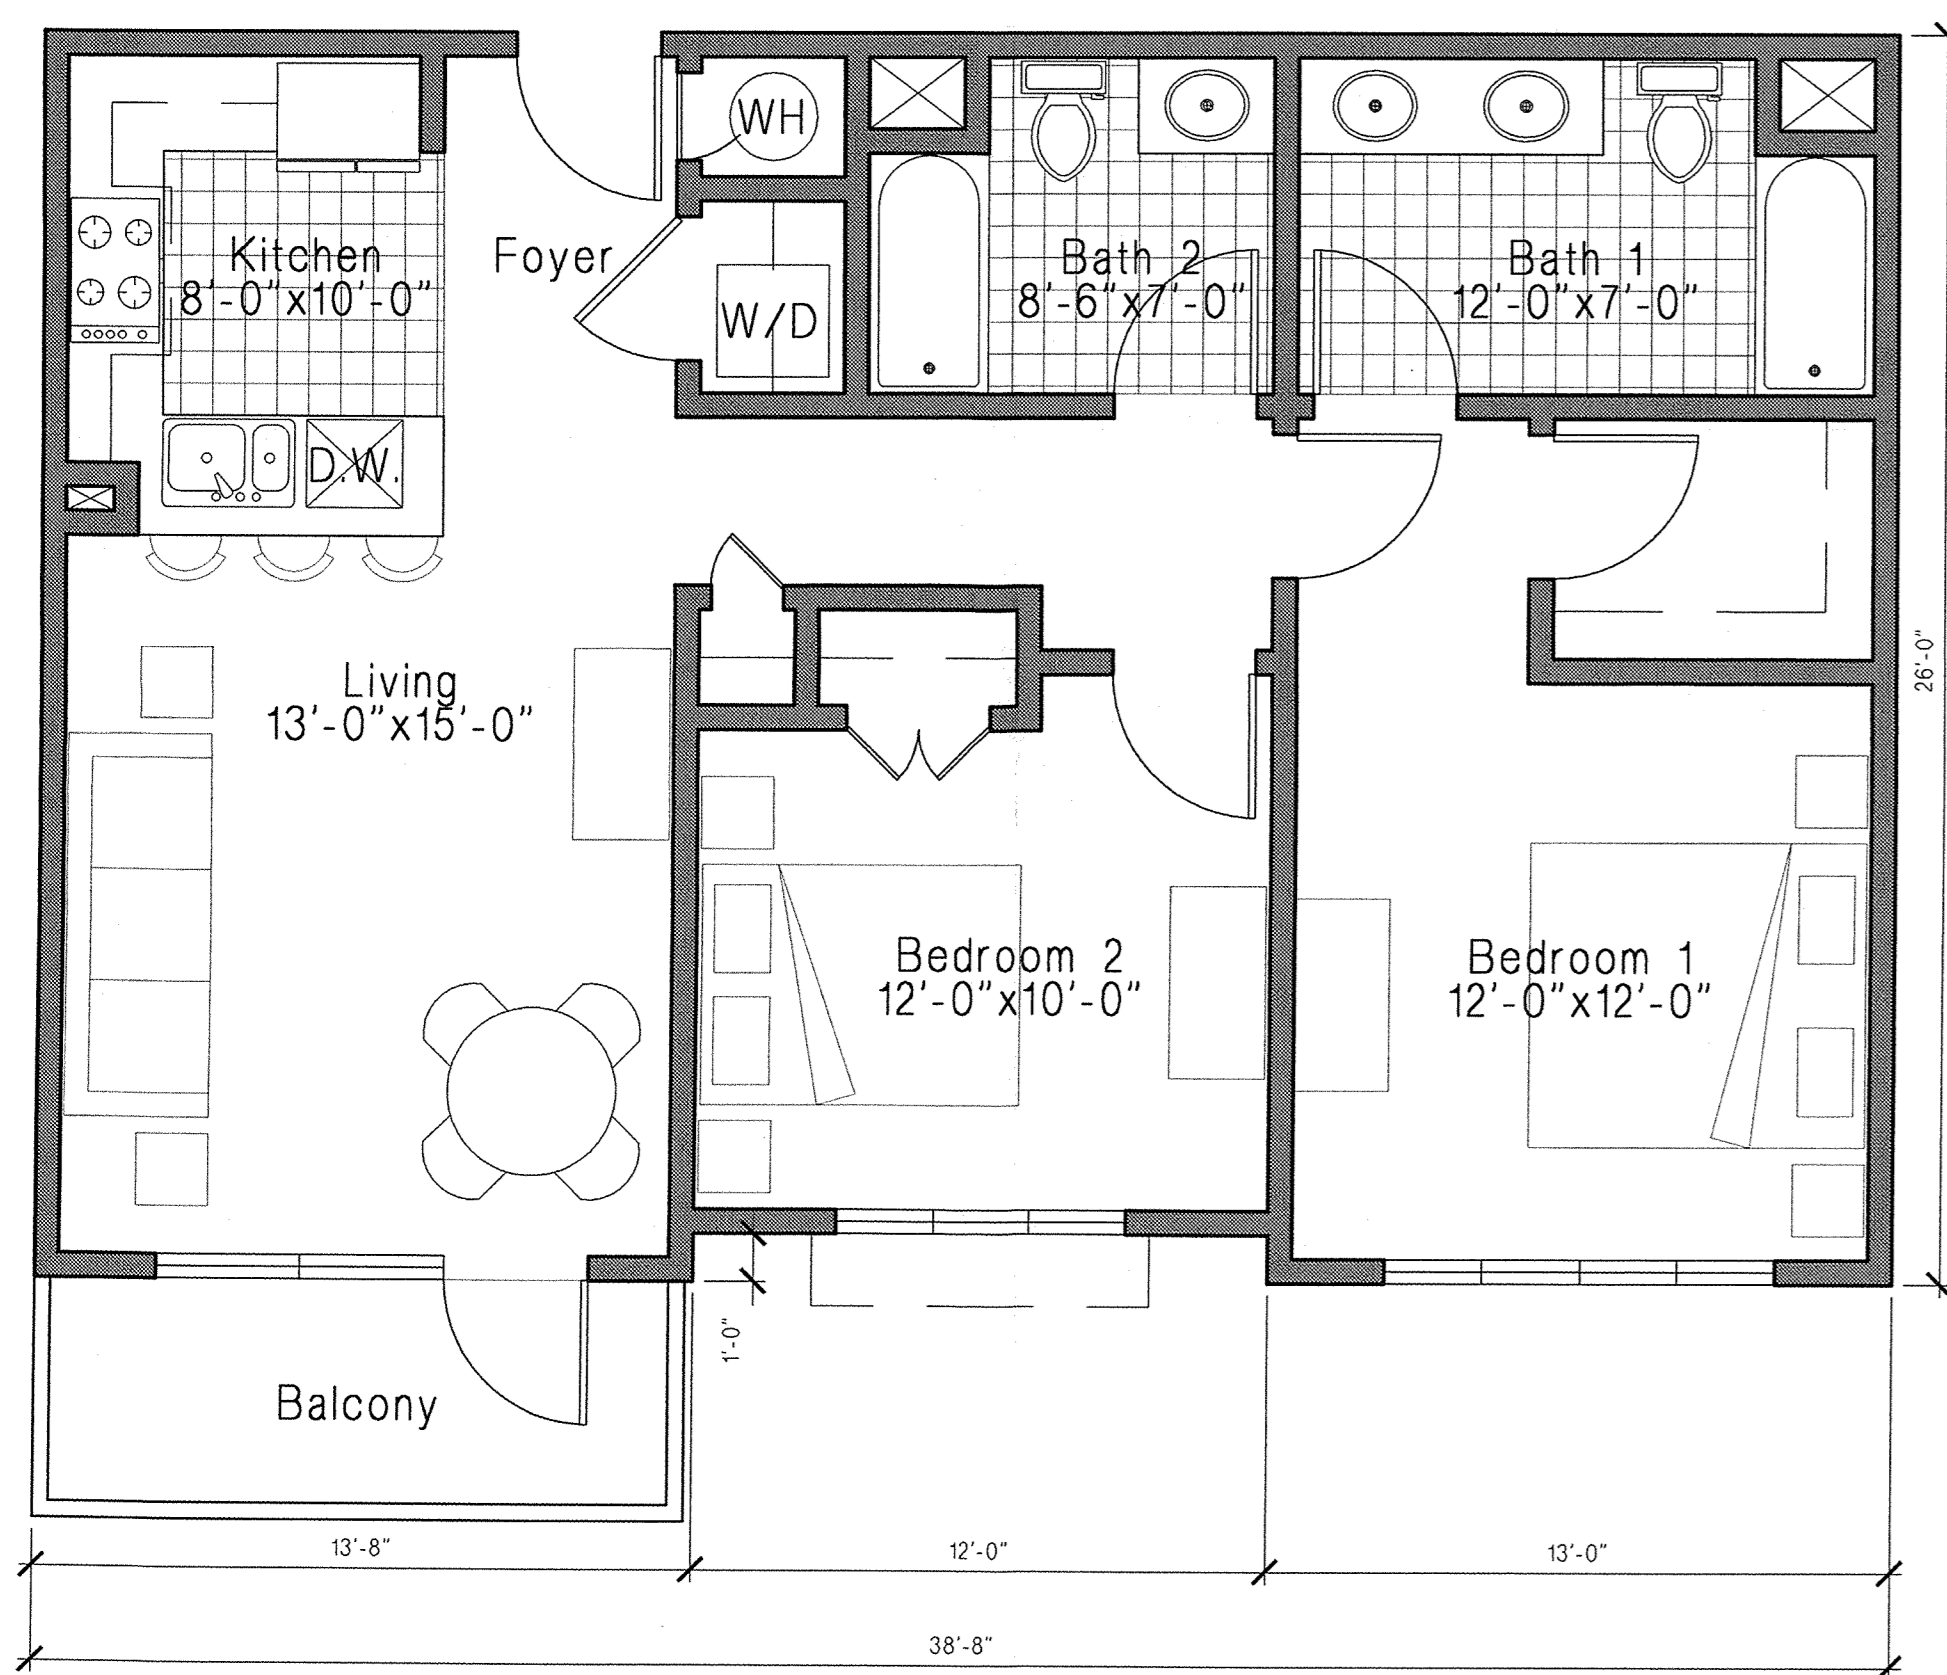 WH
Kitchen
8'-0"x10'-0"
Foyer
W/D
Bath 2
8'-6"x7'-0"
Bath 1
12'-0"x7'-0"
D.W.
26'-0"
Living
13'-0"x15'-0"
Bedroom 2
12'-0"x10'-0"
Bedroom 1
12'-0"x12'-0"
1'-0"
Balcony
13'-8"
12'-0"
13'-0"
38'-8"